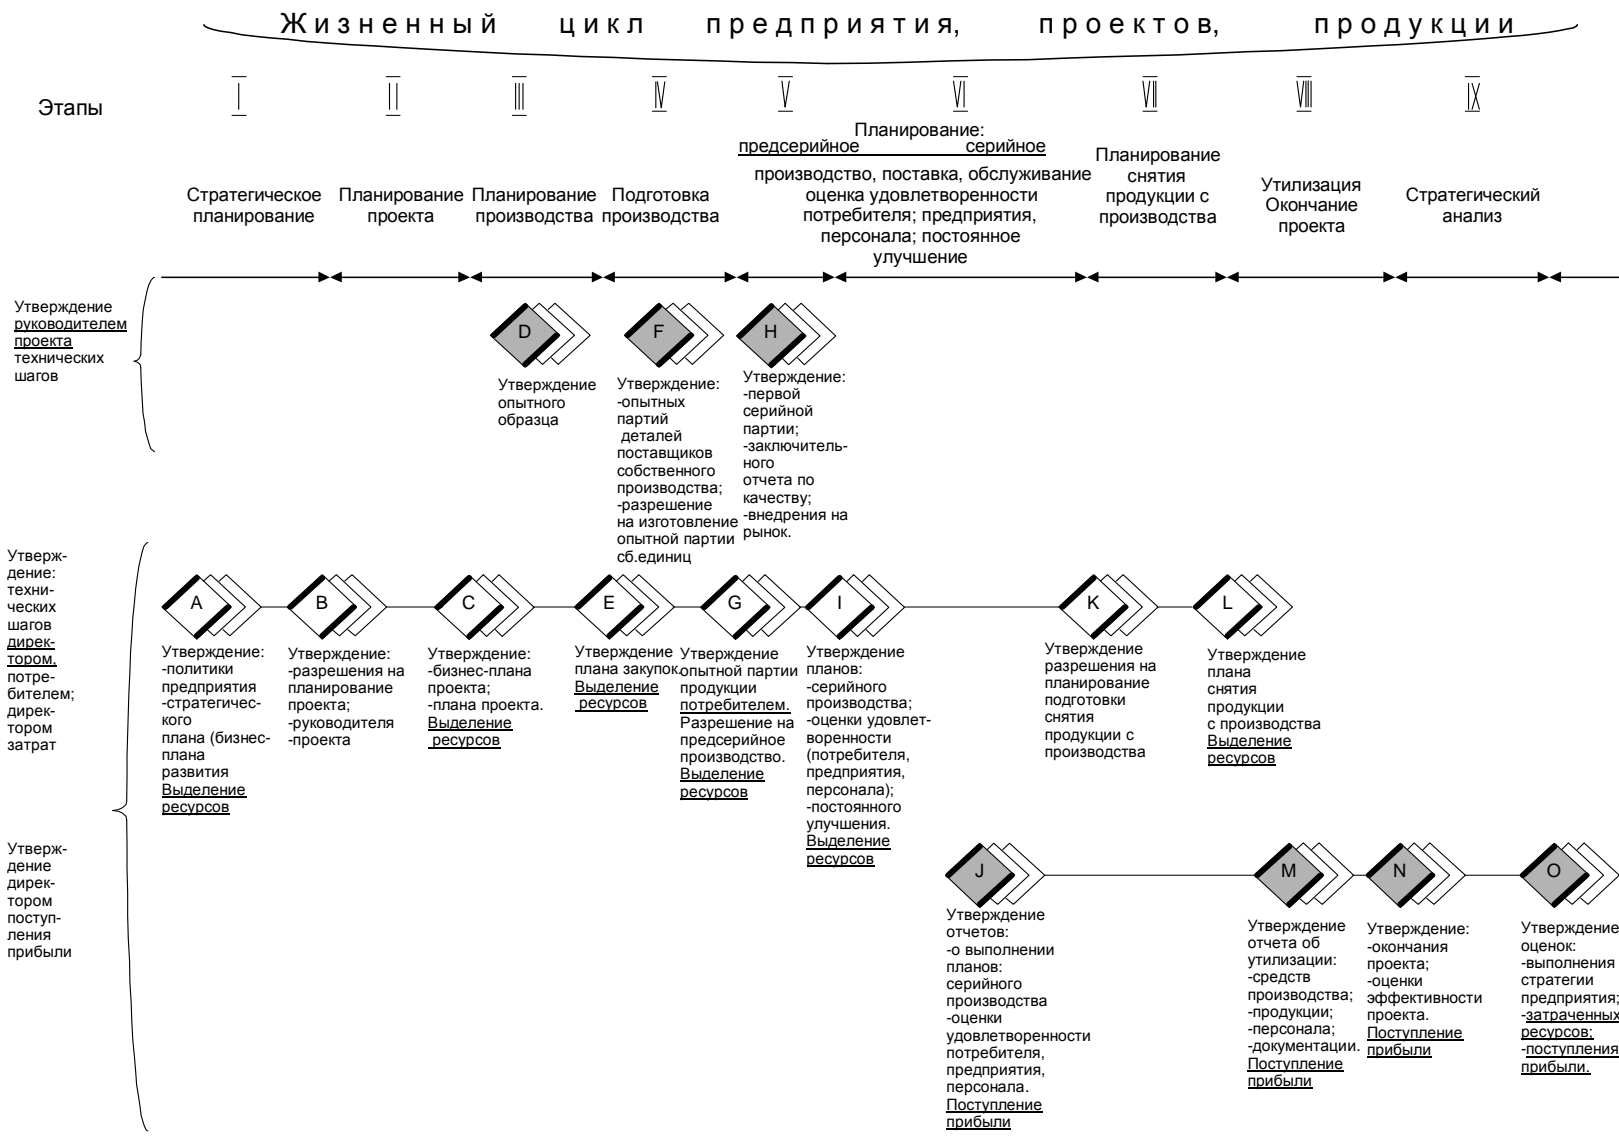 Жизненный цикл предприятия, проектов, продукции
Этапы
I
II
III
IV
V
VI
VII
VIII
IX
Стратегическое
планирование
Планирование
проекта
Планирование
производства
Подготовка
производства
Планирование:
предсерийное серийное
производство, поставка, обслуживание
оценка удовлетворенности
потребителя; предприятия,
персонала; постоянное
улучшение
Планирование
снятия
продукции с
производства
Утилизация
Окончание
проекта
Стратегический
анализ
Утверждение
руководителем
проекта
технических
шагов
D
Утверждение
опытного
образца
F
Утверждение:
-опытных
партий
деталей
поставщиков
собственного
производства;
-разрешение
на изготовление
опытной партии
сб.единиц
H
Утверждение:
-первой
серийной
партии;
-заключитель-
ного
отчета по
качеству;
-внедрения на
рынок.
Утверж-
дение:
техни-
ческих
шагов
дирек-
тором,
потре-
бителем;
дирек-
тором
затрат
A
Утверждение:
-политики
предприятия
-стратегичес-
кого
плана (бизнес-
плана
развития
Выделение
ресурсов
B
Утверждение:
-разрешения на
планирование
проекта;
-руководителя
-проекта
C
Утверждение:
-бизнес-плана
проекта;
-плана проекта.
Выделение
ресурсов
E
Утверждение
плана закупок.
Выделение
ресурсов
G
Утверждение
опытной партии
продукции
потребителем.
Разрешение на
предсерийное
производство.
Выделение
ресурсов
I
Утверждение
планов:
-серийного
производства;
-оценки удовлет-
воренности
(потребителя,
предприятия,
персонала);
-постоянного
улучшения.
Выделение
ресурсов
K
Утверждение
разрешения на
планирование
подготовки
снятия
продукции с
производства
L
Утверждение
плана
снятия
продукции
с производства
Выделение
ресурсов
Утверж-
дение
дирек-
тором
поступ-
ления
прибыли
J
Утверждение
отчетов:
-о выполнении
планов:
серийного
производства
-оценки
удовлетворенности
потребителя,
предприятия,
персонала.
Поступление
прибыли
M
Утверждение
отчета об
утилизации:
-средств
производства;
-продукции;
-персонала;
-документации.
Поступление
прибыли
N
Утверждение:
-окончания
проекта;
-оценки
эффективности
проекта.
Поступление
прибыли
O
Утверждение
оценок:
-выполнения
стратегии
предприятия;
-затраченных
ресурсов;
-поступления
прибыли.